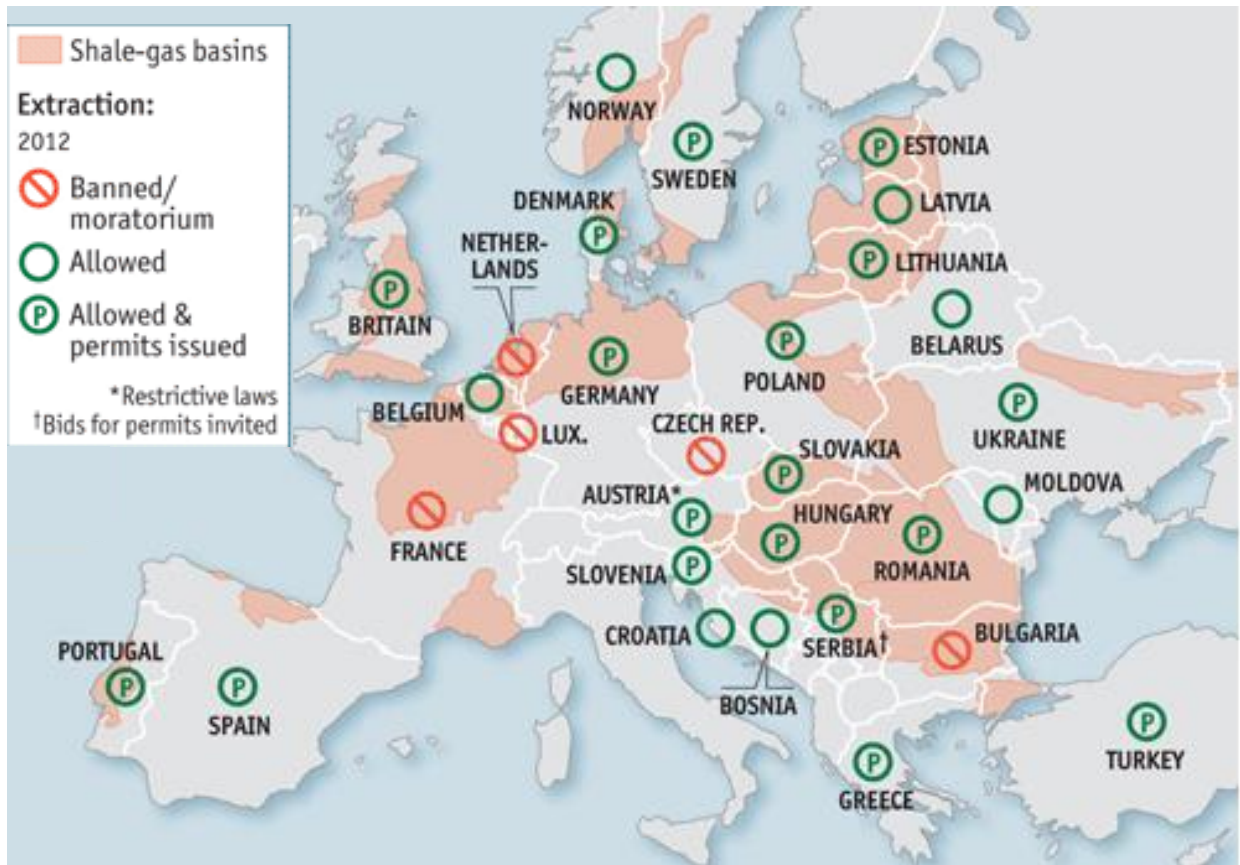 Shale-gas basins
Extraction:
2012
Banned/
moratorium
Allowed
P Allowed &
permits issued
*Restrictive laws
†Bids for permits invited
NORWAY
P
SWEDEN
P ESTONIA
LATVIA
P LITHUANIA
DENMARK
P
NETHER-
LANDS
P
BRITAIN
BELARUS
P
GERMANY
P
POLAND
BELGIUM
LUX.
CZECH REP.
P
UKRAINE
SLOVAKIA
P
MOLDOVA
AUSTRIA*
P
HUNGARY
P
FRANCE
P
ROMANIA
SLOVENIA P
CROATIA
BOSNIA
P
SERBIA†
BULGARIA
PORTUGAL
P
P
SPAIN
P
TURKEY
P
GREECE